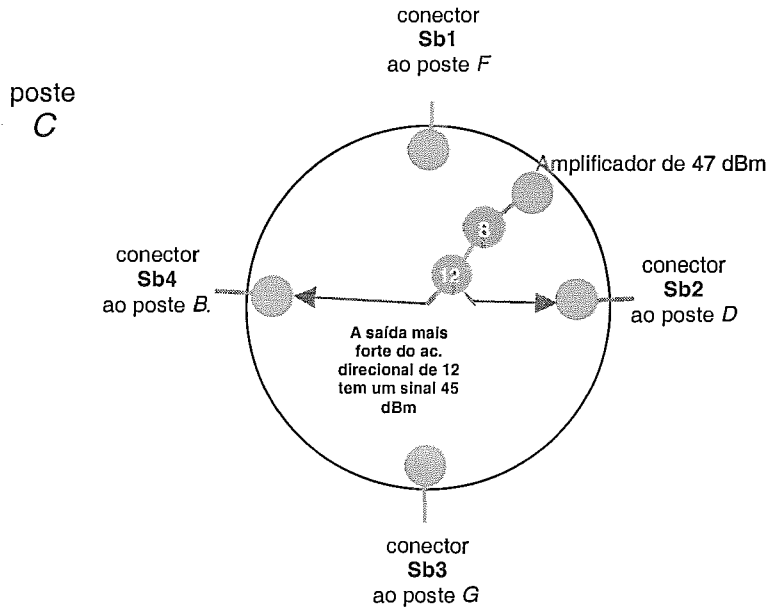 conector
Sb1
ao poste F
poste
C
Amplificador de 47 dBm
8
12
conector
Sb4
ao poste B.
conector
Sb2
ao poste D
A saída mais
forte do ac.
direcional de 12
tem um sinal 45
dBm
conector
Sb3
ao poste G